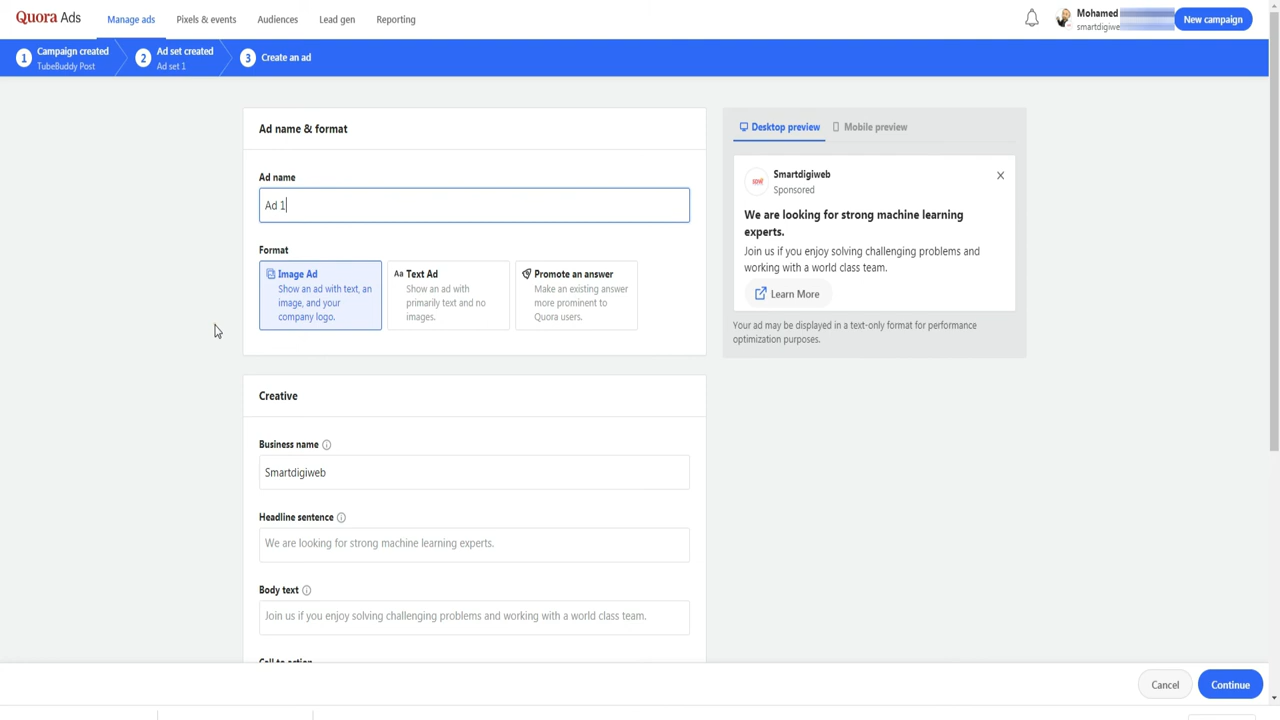 Quora Ads
Manage ads
Pixels & events
Audiences
Lead gen
Reporting
Mohamed
smartdigiwe
New campaign
1
Campaign created
TubeBuddy Post
2
Ad set created
Ad set 1
3
Create an ad
Ad name & format
Ad name
Ad 1
Format
Image Ad
Show an ad with text, an
image, and your
company logo.
Aa Text Ad
Show an ad with
primarily text and no
images.
Promote an answer
Make an existing answer
more prominent to
Quora users.
Creative
Business name
Smartdigiweb
Headline sentence
We are looking for strong machine learning experts.
Body text
Join us if you enjoy solving challenging problems and working with a world class team.
Call to action
Desktop preview
Mobile preview
Smartdigiweb
Sponsored
We are looking for strong machine learning
experts.
Join us if you enjoy solving challenging problems and
working with a world class team.
Learn More
Your ad may be displayed in a text-only format for performance
optimization purposes.
Cancel
Continue